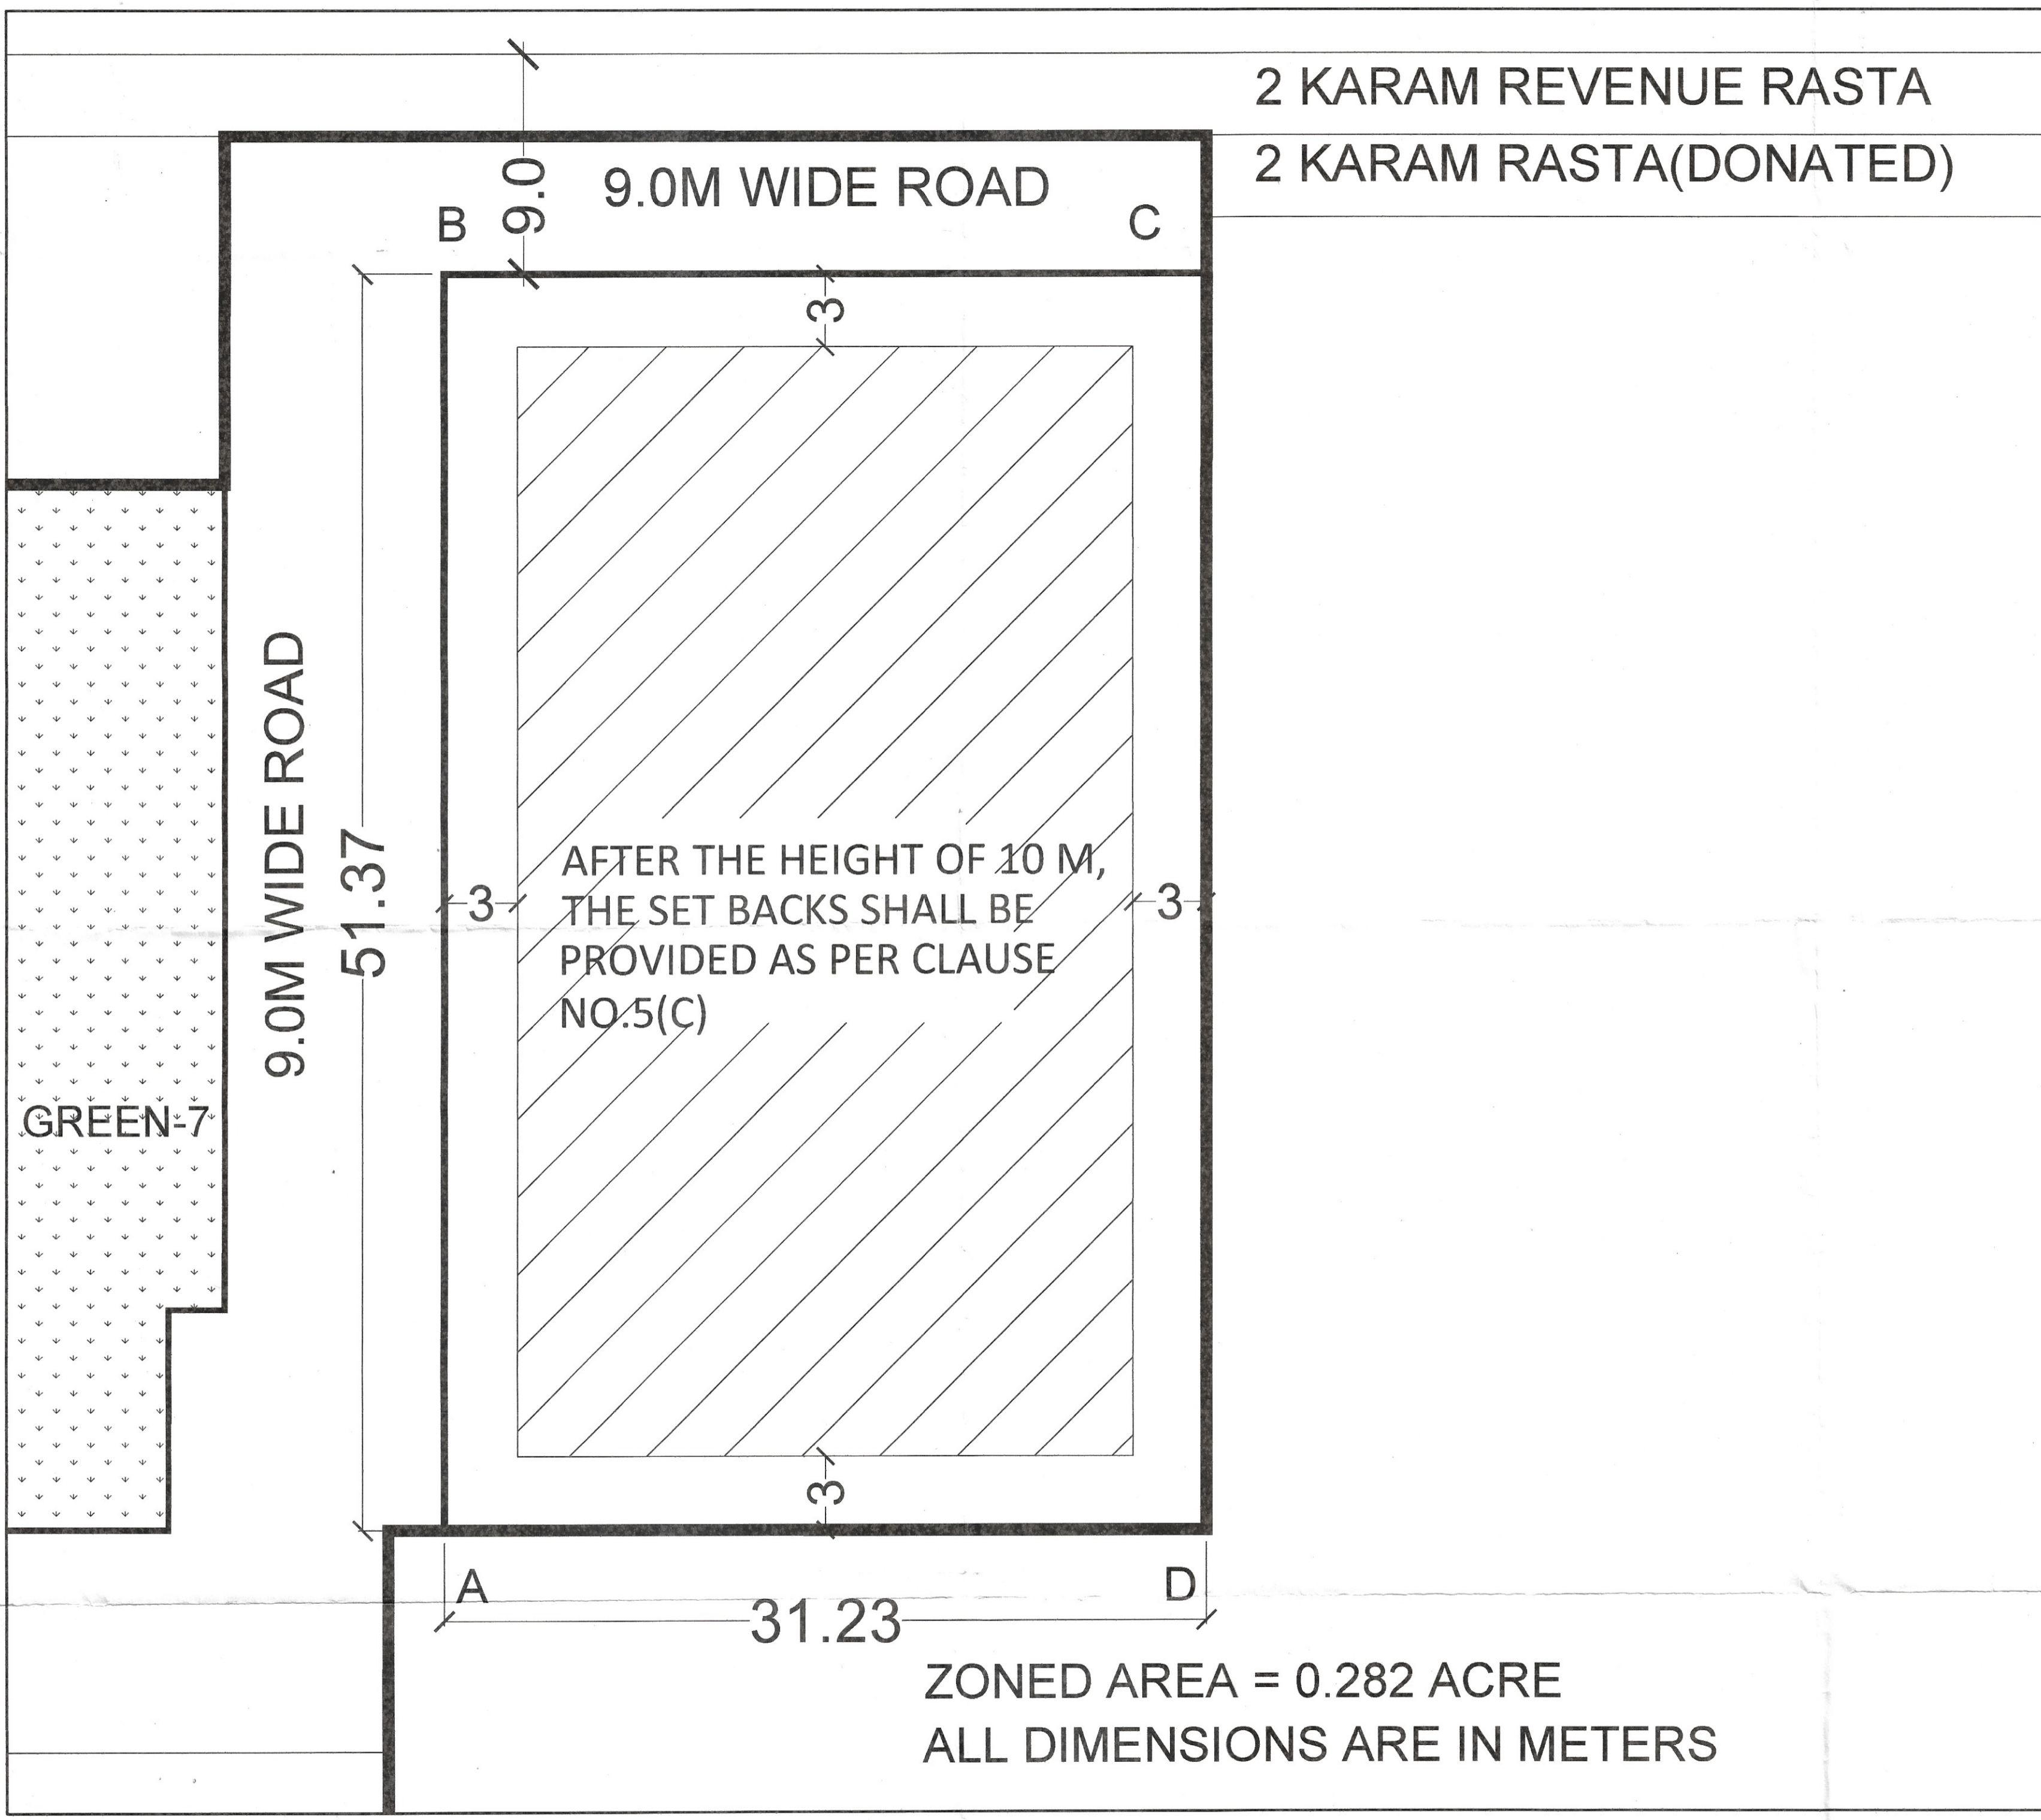 2 KARAM REVENUE RASTA
2 KARAM RASTA(DONATED)
9.0
9.0M WIDE ROAD
B
C
3
9.0M WIDE ROAD
51.37
AFTER THE HEIGHT OF 10 M,
3
3
THE SET BACKS SHALL BE
PROVIDED AS PER CLAUSE
NO.5(C)
GREEN-7
3
A
D
31.23
ZONED AREA = 0.282 ACRE
ALL DIMENSIONS ARE IN METERS